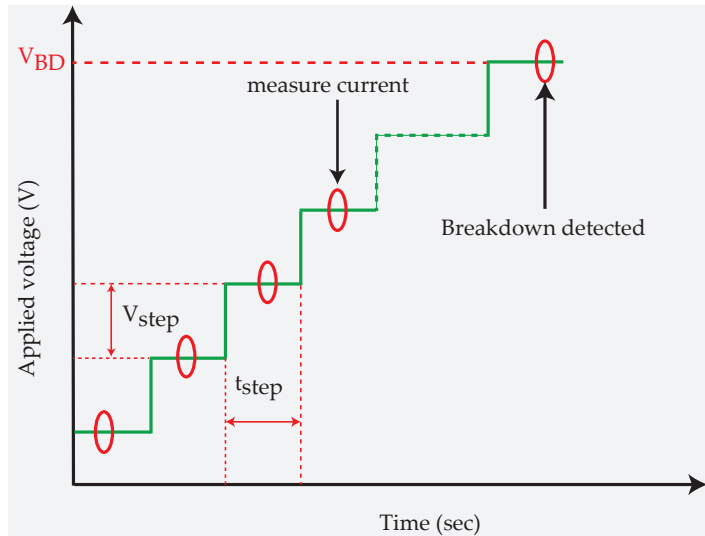 VBD
measure current
Breakdown detected
Applied voltage (V)
Vstep
tstep
Time (sec)